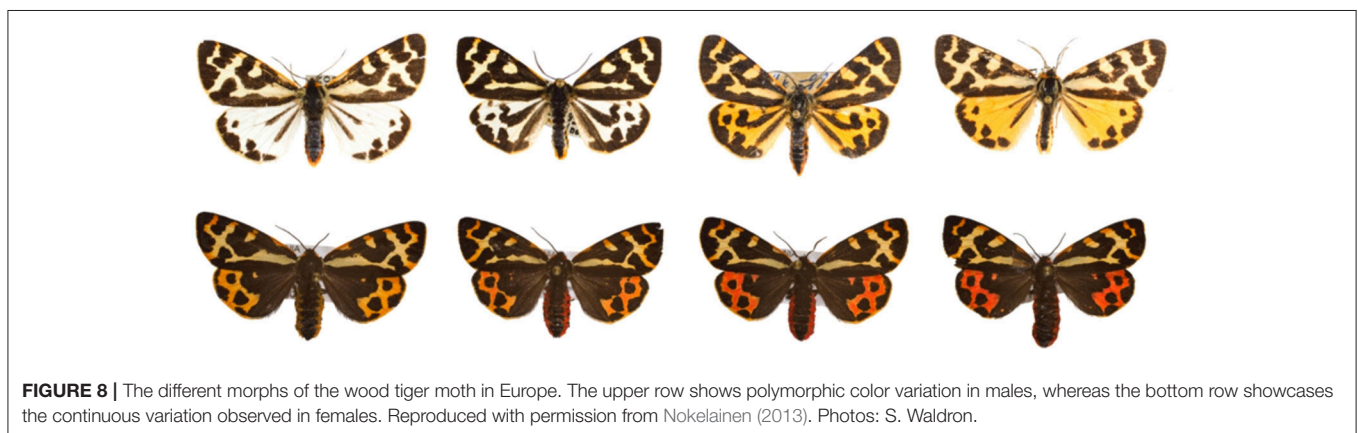 FIGURE 8 | The different morphs of the wood tiger moth in Europe. The upper row shows polymorphic color variation in males, whereas the bottom row showcases
the continuous variation observed in females. Reproduced with permission from Nokelainen (2013). Photos: S. Waldron.